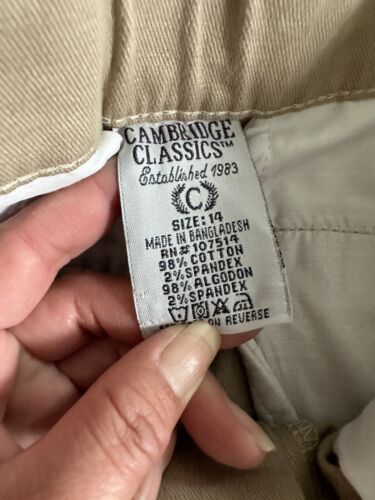 CAMBRIDGE
CLASSICS™
Established 1983
C
SIZE: 14
MADE IN BANGLADESH
RN# 107514
98% COTTON
2% SPANDEX
98% ALGODON
2% SPANDEX
ON REVERSE